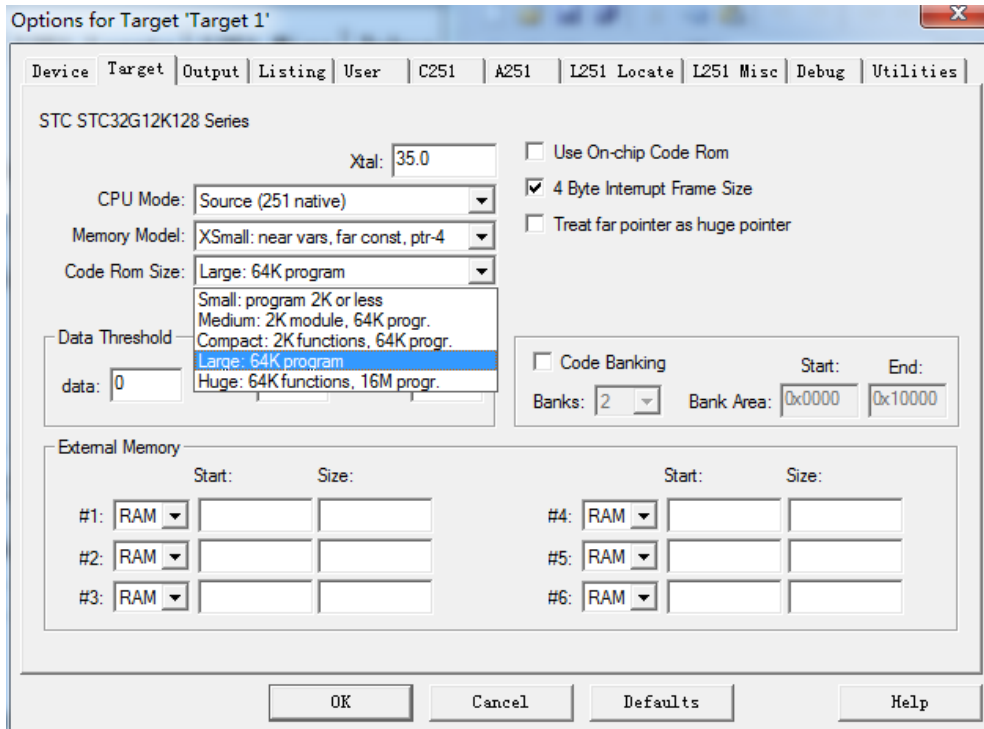 Options for Target 'Target 1'
Device Target Output Listing User C251 A251 L251 Locate L251 Misc Debug Utilities
STC STC32G12K128 Series
Xtal: 35.0
Use On-chip Code Rom
CPU Mode: Source (251 native)
4 Byte Interrupt Frame Size
Memory Model: XSmall: near vars, far const, ptr-4
Treat far pointer as huge pointer
Code Rom Size: Large: 64K program
Small: program 2K or less
Medium: 2K module, 64K progr.
Compact: 2K functions, 64K progr.
Large: 64K program
Huge: 64K functions, 16M progr.
Data Threshold
data: 0
Code Banking Start: End:
Banks: 2 Bank Area: 0x0000 0x10000
External Memory
Start: Size: Start: Size:
#1: RAM #4: RAM
#2: RAM #5: RAM
#3: RAM #6: RAM
OK Cancel Defaults Help